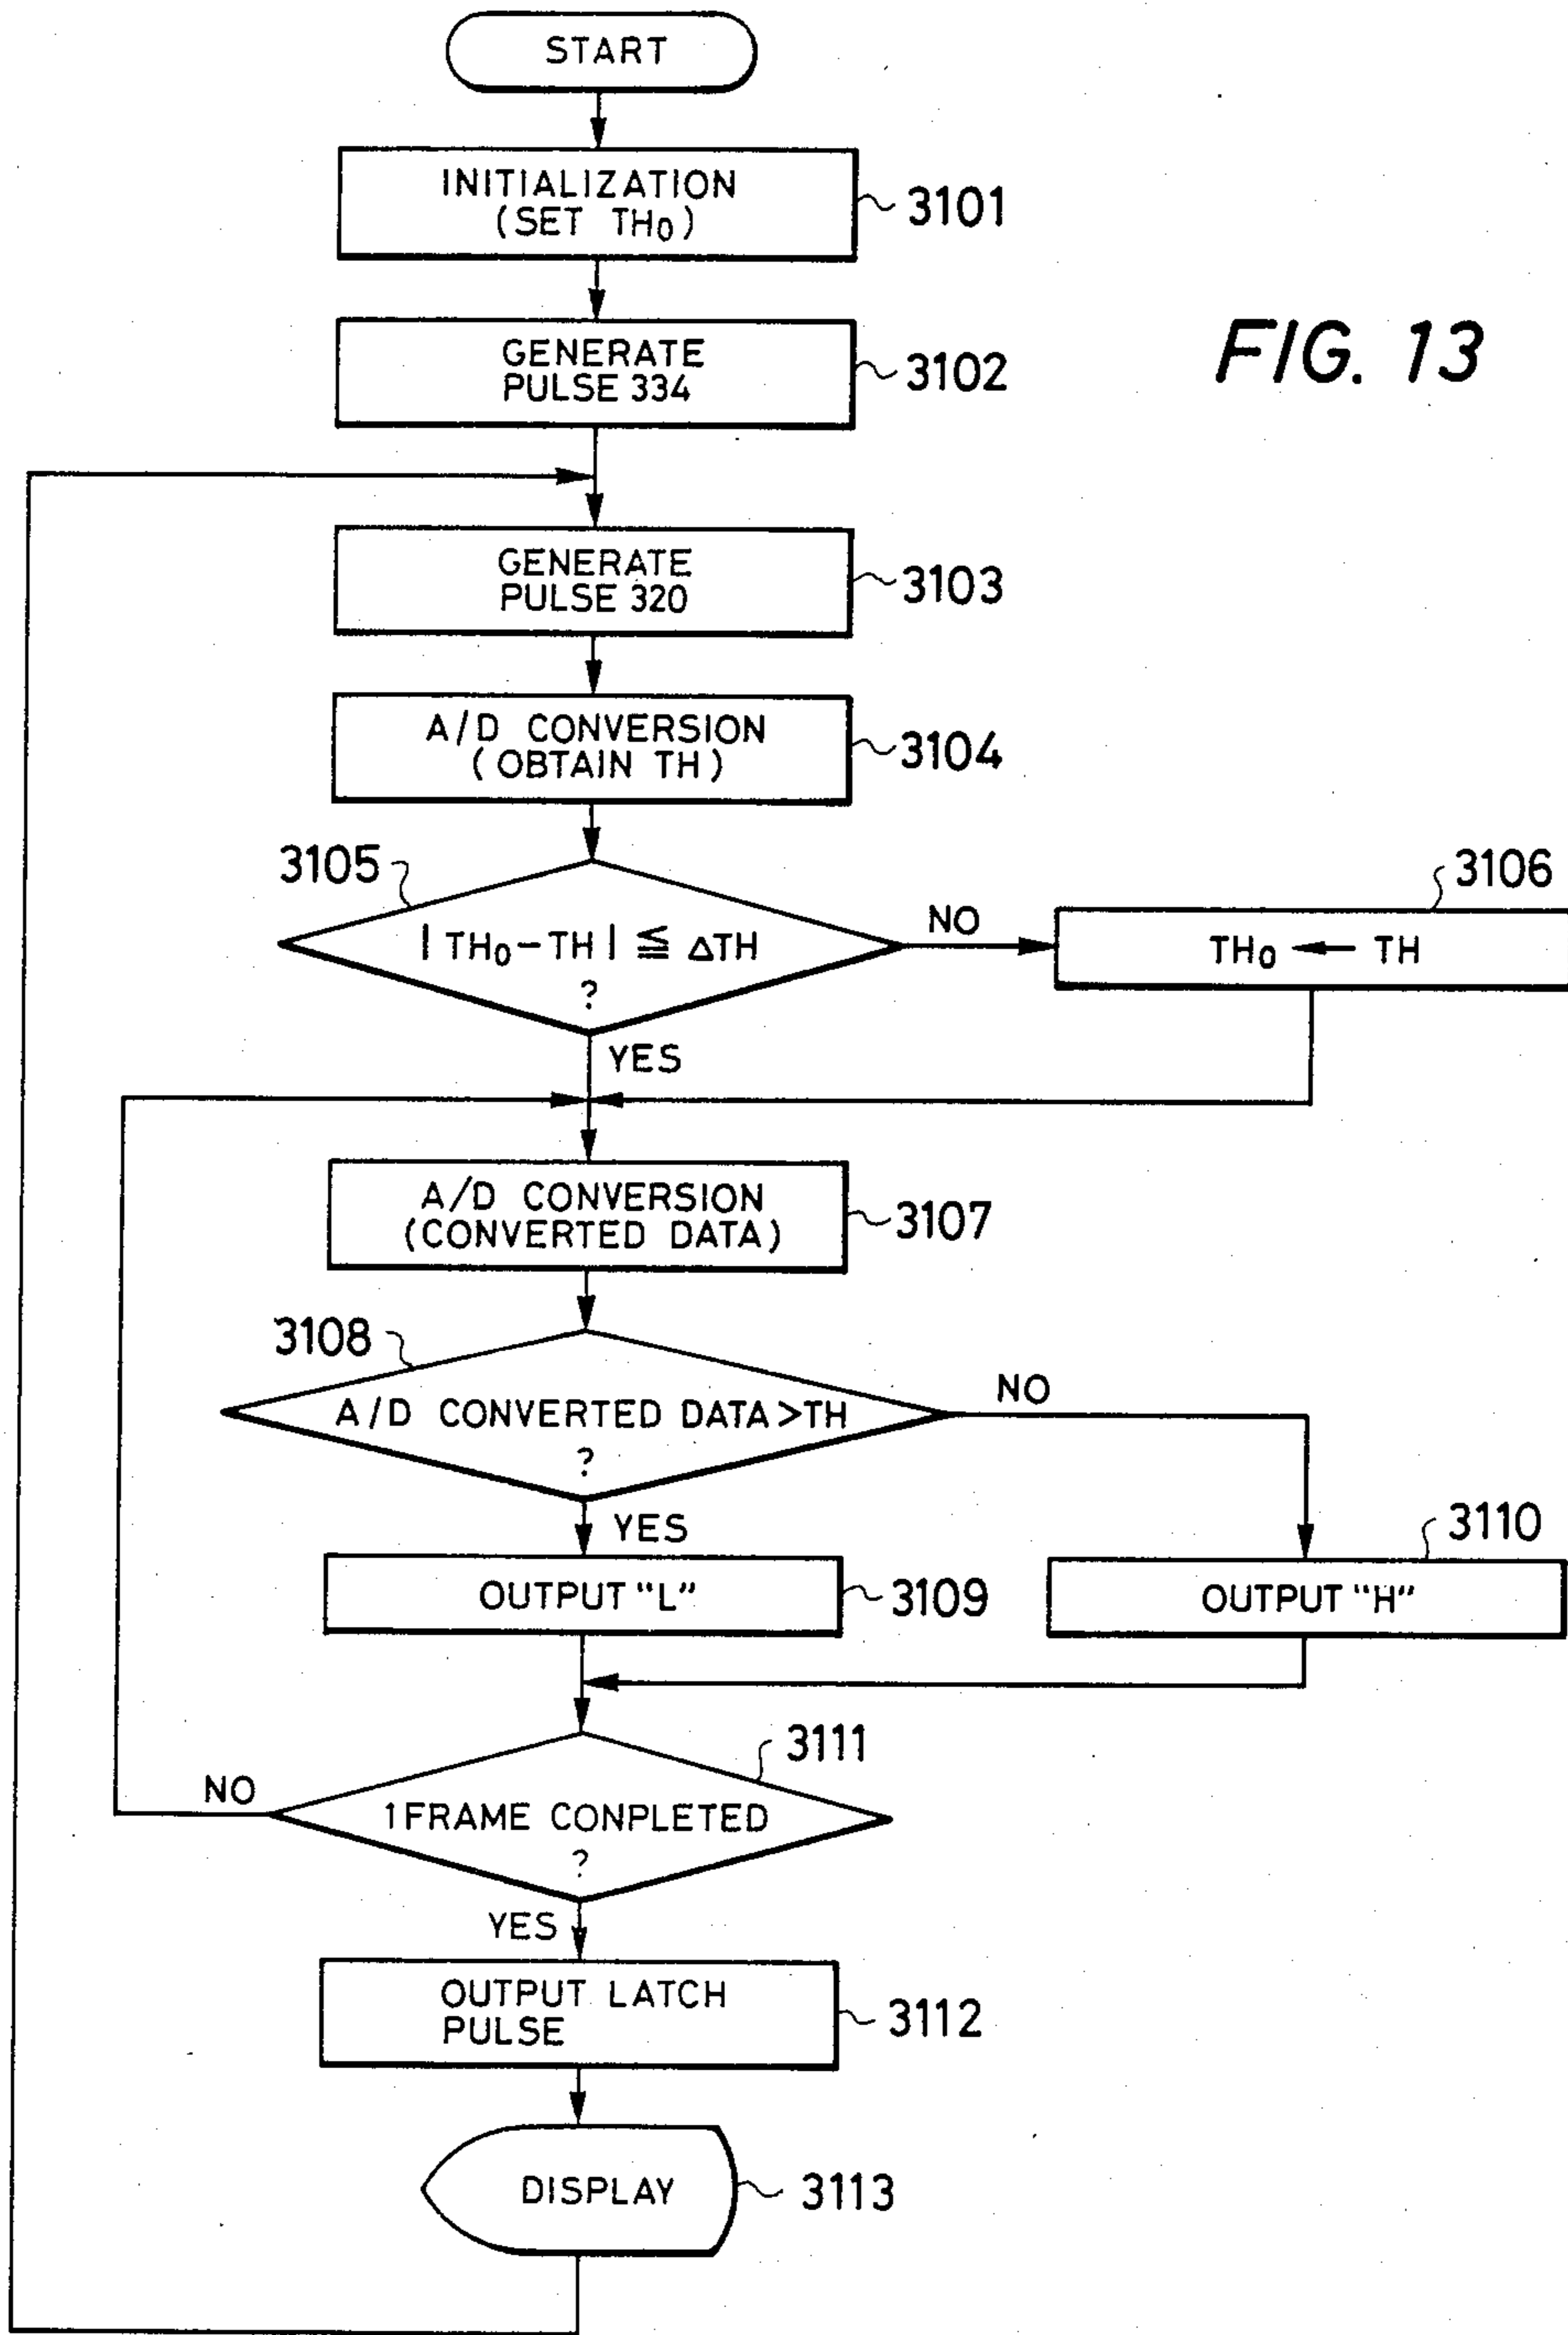 START
INITIALIZATION
(SET TH₀)
3101
FIG. 13
GENERATE
PULSE 334
3102
GENERATE
PULSE 320
3103
A/D CONVERSION
(OBTAIN TH)
3104
3105
| TH₀-TH | ≦ ΔTH
?
NO
3106
TH₀ ← TH
YES
A/D CONVERSION
(CONVERTED DATA)
3107
3108
A/D CONVERTED DATA>TH
?
NO
YES
OUTPUT "L"
3109
3110
OUTPUT "H"
3111
NO
1 FRAME CONPLETED
?
YES
OUTPUT LATCH
PULSE
3112
DISPLAY
3113